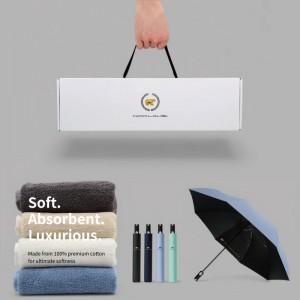 Soft.
Absorbent.
Luxurious.
Made from 100% premium cotton
for ultimate softness